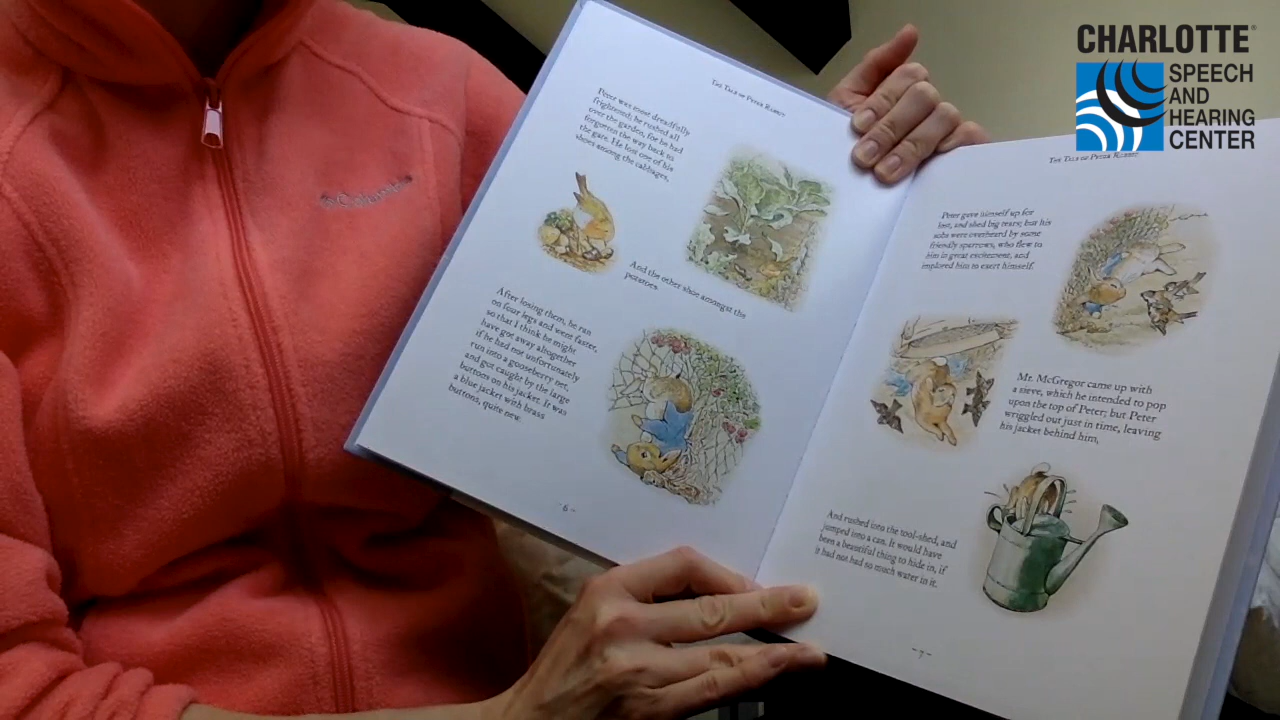 The Tale of Peter Rabbit
Peter was most dreadfully
frightened; he rushed all
over the garden, for he had
forgotten the way back to
the gate. He lost one of his
shoes among the cabbages,
And the other shoe amongst the
potatoes.
After losing them, he ran
on four legs and went faster,
so that I think he might
have got away altogether
if he had not unfortunately
run into a gooseberry net,
and got caught by the large
buttons on his jacket. It was
a blue jacket with brass
buttons, quite new.
- 6 -
The Tale of Peter Rabbit
Peter gave himself up for
lost, and shed big tears; but his
sobs were overheard by some
friendly sparrows, who flew to
him in great excitement, and
implored him to exert himself.
Mr. McGregor came up with
a sieve, which he intended to pop
upon the top of Peter; but Peter
wriggled out just in time, leaving
his jacket behind him,
And rushed into the tool-shed, and
jumped into a can. It would have
been a beautiful thing to hide in, if
it had not had so much water in it.
- 7 -
Columbia
CHARLOTTE®
SPEECH
AND
HEARING
CENTER